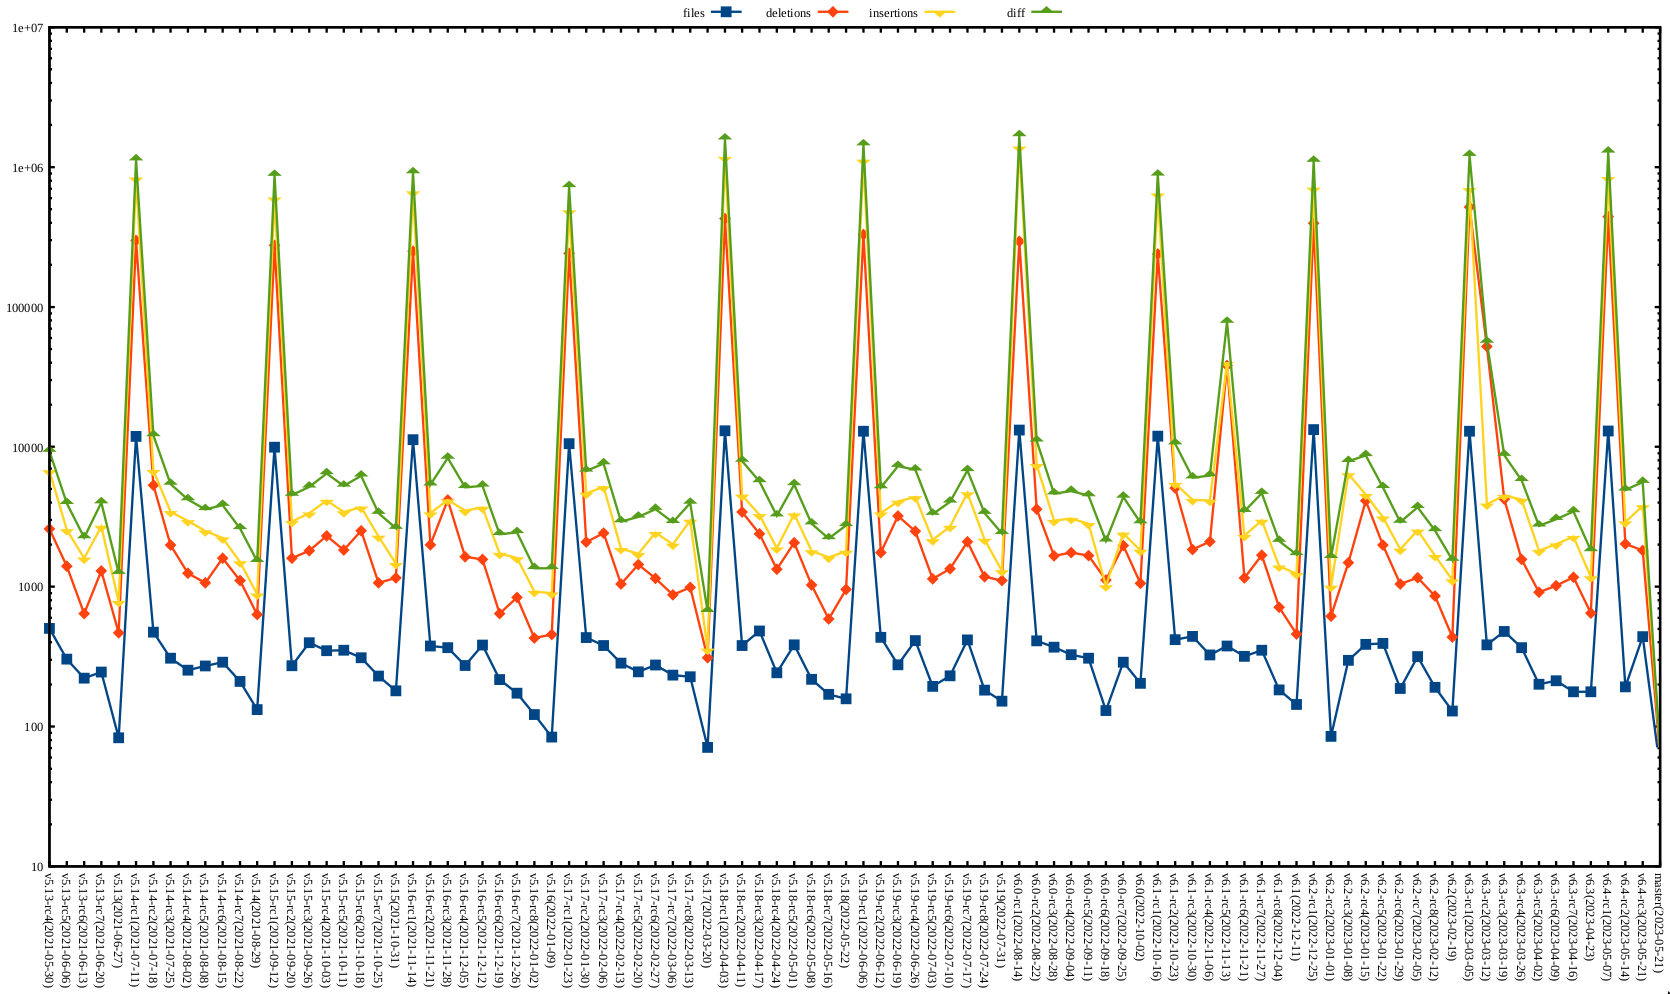 files deletions insertions diff
1e+07
1e+06
100000
10000
1000
100
10
v5.13-rc4(2021-05-30)
v5.13-rc5(2021-06-06)
v5.13-rc6(2021-06-13)
v5.13-rc7(2021-06-20)
v5.13(2021-06-27)
v5.14-rc1(2021-07-11)
v5.14-rc2(2021-07-18)
v5.14-rc3(2021-07-25)
v5.14-rc4(2021-08-02)
v5.14-rc5(2021-08-08)
v5.14-rc6(2021-08-15)
v5.14-rc7(2021-08-22)
v5.14(2021-08-29)
v5.15-rc1(2021-09-12)
v5.15-rc2(2021-09-20)
v5.15-rc3(2021-09-26)
v5.15-rc4(2021-10-03)
v5.15-rc5(2021-10-11)
v5.15-rc6(2021-10-18)
v5.15-rc7(2021-10-25)
v5.15(2021-10-31)
v5.16-rc1(2021-11-14)
v5.16-rc2(2021-11-21)
v5.16-rc3(2021-11-28)
v5.16-rc4(2021-12-05)
v5.16-rc5(2021-12-12)
v5.16-rc6(2021-12-19)
v5.16-rc7(2021-12-26)
v5.16-rc8(2022-01-02)
v5.16(2022-01-09)
v5.17-rc1(2022-01-23)
v5.17-rc2(2022-01-30)
v5.17-rc3(2022-02-06)
v5.17-rc4(2022-02-13)
v5.17-rc5(2022-02-20)
v5.17-rc6(2022-02-27)
v5.17-rc7(2022-03-06)
v5.17-rc8(2022-03-13)
v5.17(2022-03-20)
v5.18-rc1(2022-04-03)
v5.18-rc2(2022-04-11)
v5.18-rc3(2022-04-17)
v5.18-rc4(2022-04-24)
v5.18-rc5(2022-05-01)
v5.18-rc6(2022-05-08)
v5.18-rc7(2022-05-16)
v5.18(2022-05-22)
v5.19-rc1(2022-06-06)
v5.19-rc2(2022-06-12)
v5.19-rc3(2022-06-19)
v5.19-rc4(2022-06-26)
v5.19-rc5(2022-07-03)
v5.19-rc6(2022-07-10)
v5.19-rc7(2022-07-17)
v5.19-rc8(2022-07-24)
v5.19(2022-07-31)
v6.0-rc1(2022-08-14)
v6.0-rc2(2022-08-22)
v6.0-rc3(2022-08-28)
v6.0-rc4(2022-09-04)
v6.0-rc5(2022-09-11)
v6.0-rc6(2022-09-18)
v6.0-rc7(2022-09-25)
v6.0(2022-10-02)
v6.1-rc1(2022-10-16)
v6.1-rc2(2022-10-23)
v6.1-rc3(2022-10-30)
v6.1-rc4(2022-11-06)
v6.1-rc5(2022-11-13)
v6.1-rc6(2022-11-21)
v6.1-rc7(2022-11-27)
v6.1-rc8(2022-12-04)
v6.1(2022-12-11)
v6.2-rc1(2022-12-25)
v6.2-rc2(2023-01-01)
v6.2-rc3(2023-01-08)
v6.2-rc4(2023-01-15)
v6.2-rc5(2023-01-22)
v6.2-rc6(2023-01-29)
v6.2-rc7(2023-02-05)
v6.2-rc8(2023-02-12)
v6.2(2023-02-19)
v6.3-rc1(2023-03-05)
v6.3-rc2(2023-03-12)
v6.3-rc3(2023-03-19)
v6.3-rc4(2023-03-26)
v6.3-rc5(2023-04-02)
v6.3-rc6(2023-04-09)
v6.3-rc7(2023-04-16)
v6.3(2023-04-23)
v6.4-rc1(2023-05-07)
v6.4-rc2(2023-05-14)
v6.4-rc3(2023-05-21)
master(2023-05-21)